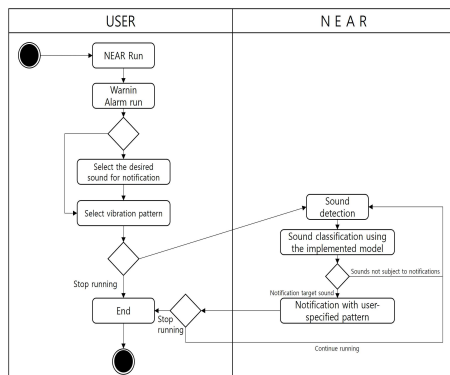 USER
N E A R
NEAR Run
Warnin
Alarm run
Select the desired
sound for notification
Select vibration pattern
Stop running
End
Sound
detection
Sound classification using
the implemented model
Sounds not subject to notifications
Notification target sound
Notification with user-
specified pattern
Stop
running
Continue running